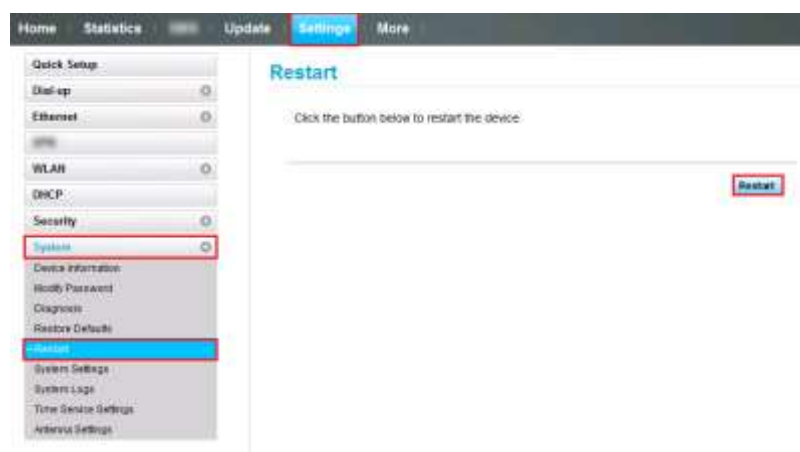 Home Statistics Update Settings More
Quick Setup
Dial-up
Ethernet
WLAN
DHCP
Security
System
Device Information
Modify Password
Diagnosis
Restore Defaults
Restart
System Settings
System Logs
Time Service Settings
Antenna Settings
Restart
Click the button below to restart the device
Restart